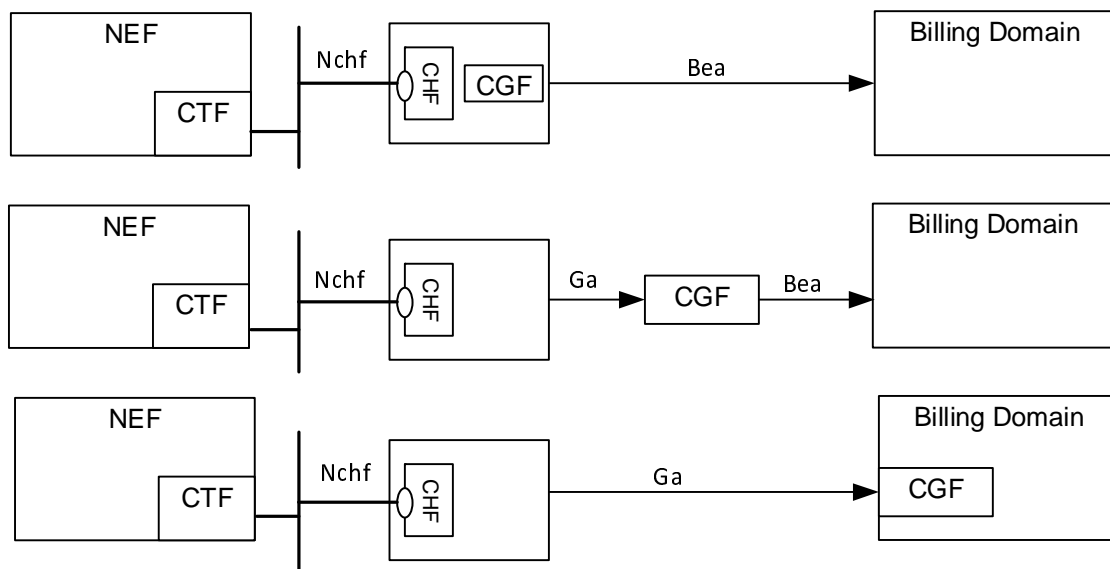 NEF
CTF
Nchf
CHF
CGF
Bea
Billing Domain
NEF
CTF
Nchf
CHF
Ga
CGF
Bea
Billing Domain
NEF
CTF
Nchf
CHF
Ga
Billing Domain
CGF